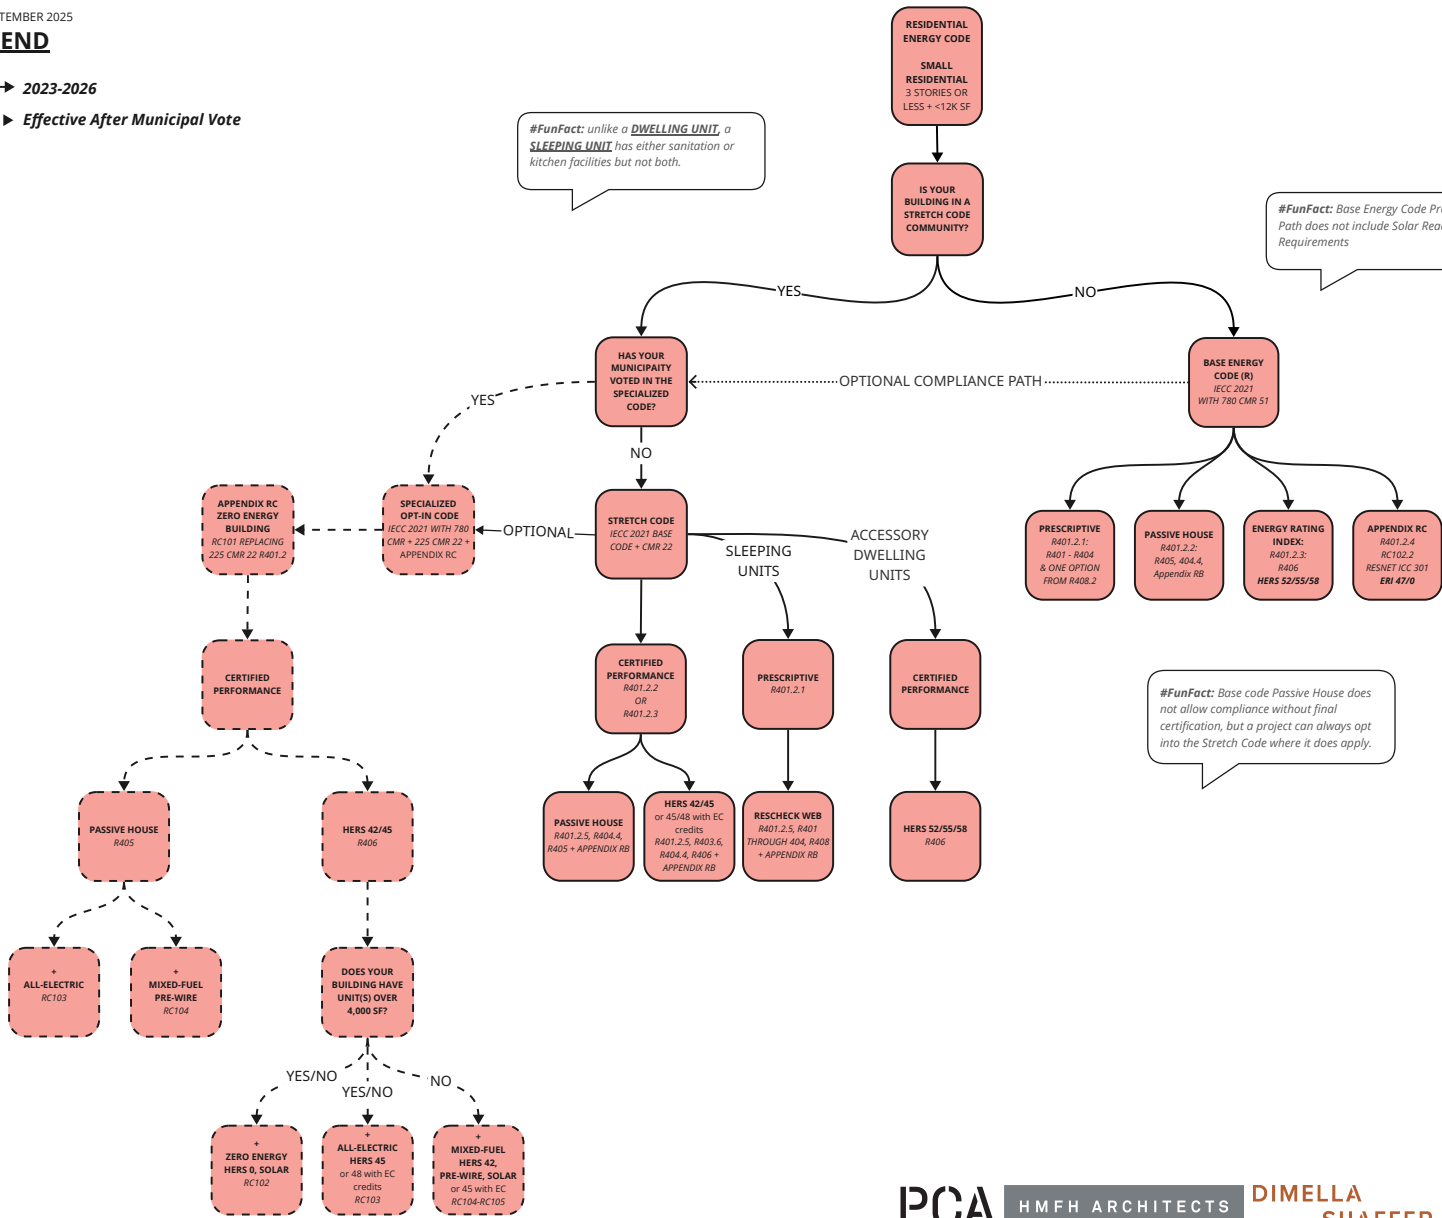 TEMBER 2025
END
2023-2026
Effective After Municipal Vote
RESIDENTIAL
ENERGY CODE
SMALL
RESIDENTIAL
3 STORIES OR
LESS + <12K SF
#FunFact: unlike a DWELLING UNIT, a
SLEEPING UNIT has either sanitation or
kitchen facilities but not both.
IS YOUR
BUILDING IN A
STRETCH CODE
COMMUNITY?
#FunFact: Base Energy Code Pr
Path does not include Solar Rea
Requirements
YES
NO
HAS YOUR
MUNICIPAITY
VOTED IN THE
SPECIALIZED
CODE?
OPTIONAL COMPLIANCE PATH
BASE ENERGY
CODE (R)
IECC 2021
WITH 780 CMR 51
YES
NO
APPENDIX RC
ZERO ENERGY
BUILDING
RC101 REPLACING
225 CMR 22 R401.2
SPECIALIZED
OPT-IN CODE
IECC 2021 WITH 780
CMR + 225 CMR 22 +
APPENDIX RC
OPTIONAL
STRETCH CODE
IECC 2021 BASE
CODE + CMR 22
SLEEPING
UNITS
ACCESSORY
DWELLING
UNITS
PRESCRIPTIVE
R401.2.1:
R401 - R404
& ONE OPTION
FROM R408.2
PASSIVE HOUSE
R401.2.2:
R405, 404.4,
Appendix RB
ENERGY RATING
INDEX:
R401.2.3:
R406
HERS 52/55/58
APPENDIX RC
R401.2.4
RC102.2
RESNET ICC 301
ERI 47/0
CERTIFIED
PERFORMANCE
CERTIFIED
PERFORMANCE
R401.2.2
OR
R401.2.3
PRESCRIPTIVE
R401.2.1
CERTIFIED
PERFORMANCE
#FunFact: Base code Passive House does
not allow compliance without final
certification, but a project can always opt
into the Stretch Code where it does apply.
PASSIVE HOUSE
R405
HERS 42/45
R406
PASSIVE HOUSE
R401.2.5, R404.4,
R405 + APPENDIX RB
HERS 42/45
or 45/48 with EC
credits
R401.2.5, R403.6,
R404.4, R406 +
APPENDIX RB
RESCHECK WEB
R401.2.5, R401
THROUGH 404, R408
+ APPENDIX RB
HERS 52/55/58
R406
+
ALL-ELECTRIC
RC103
+
MIXED-FUEL
PRE-WIRE
RC104
DOES YOUR
BUILDING HAVE
UNIT(S) OVER
4,000 SF?
YES/NO
YES/NO
NO
+
ZERO ENERGY
HERS 0, SOLAR
RC102
+
ALL-ELECTRIC
HERS 45
or 48 with EC
credits
RC103
+
MIXED-FUEL
HERS 42,
PRE-WIRE, SOLAR
or 45 with EC
RC104-RC105
PCA
HMFH ARCHITECTS
DIMELLA
SHAFFER